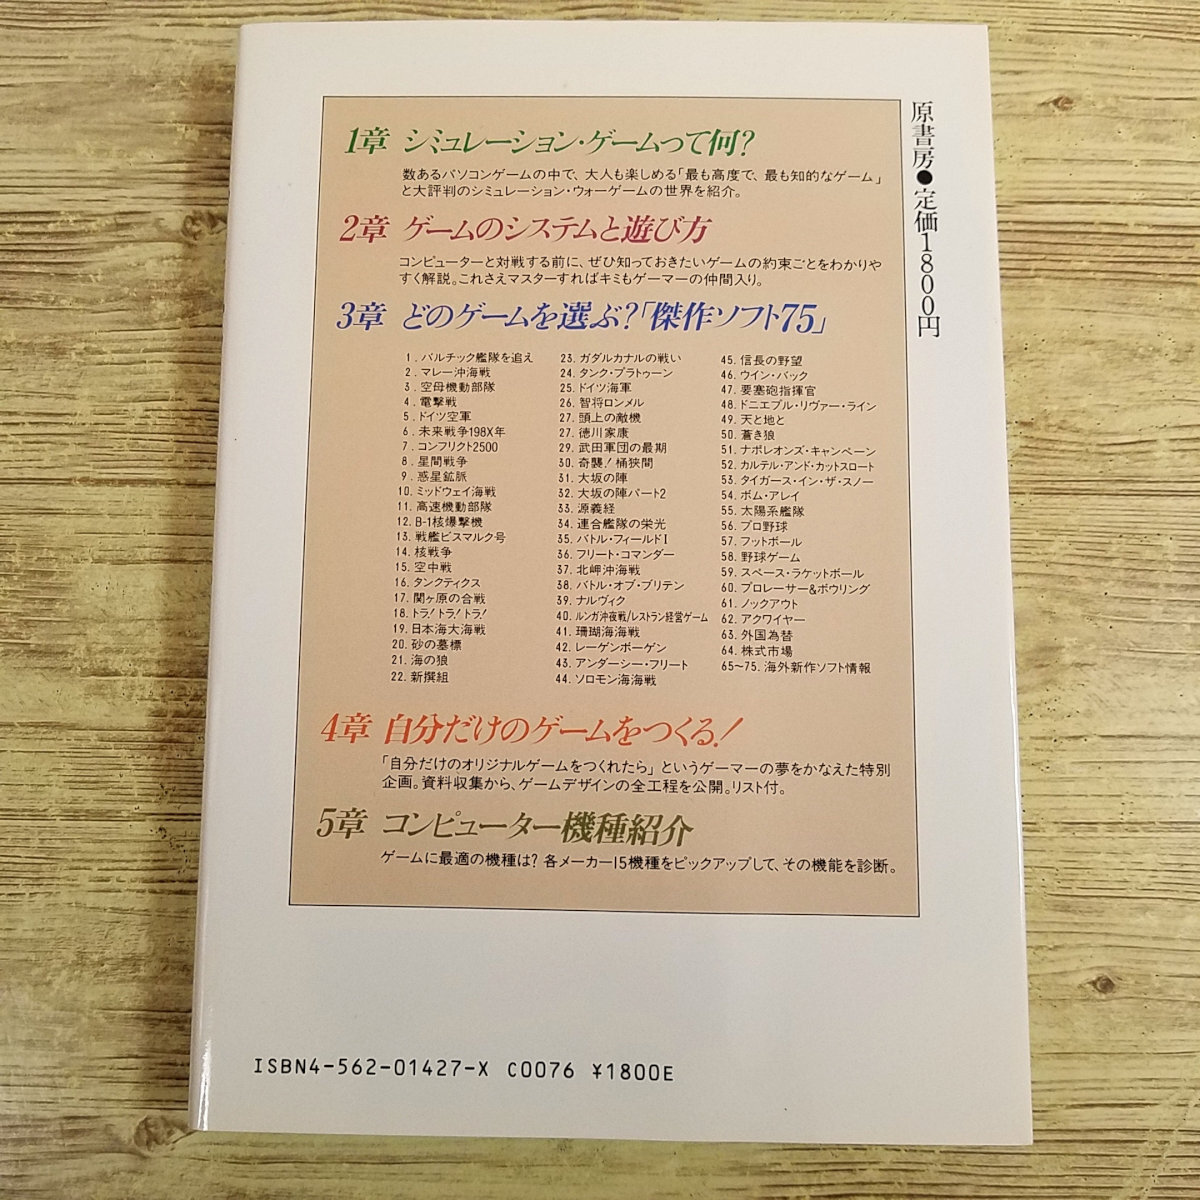 原書房●定価1800円
1章 シミュレーション・ゲームって何?
数あるパソコンゲームの中で、大人も楽しめる「最も高度で、最も知的なゲーム」
と大評判のシミュレーション・ウォーゲームの世界を紹介。
2章 ゲームのシステムと遊び方
コンピューターと対戦する前に、ぜひ知っておきたいゲームの約束ごとをわかりや
すく解説。これさえマスターすればキミもゲーマーの仲間入り。
3章 どのゲームを選ぶ?「傑作ソフト75」
1. バルチック艦隊を追え
2. マレー沖海戦
3. 空母機動部隊
4. 電撃戦
5. ドイツ空軍
6. 未来戦争198X年
7. コンフリクト2500
8. 星間戦争
9. 惑星鉱脈
10. ミッドウェイ海戦
11. 高速機動部隊
12. B-1核爆撃機
13. 戦艦ビスマルク号
14. 核戦争
15. 空中戦
16. タンクティクス
17. 関ヶ原の合戦
18. トラ!トラ!トラ!
19. 日本海大海戦
20. 砂の墓標
21. 海の狼
22. 新撰組
23. ガダルカナルの戦い
24. タンク・プラトゥーン
25. ドイツ海軍
26. 智将ロンメル
27. 頭上の敵機
27. 徳川家康
29. 武田軍団の最期
30. 奇襲!桶狭間
31. 大坂の陣
32. 大坂の陣パート2
33. 源義経
34. 連合艦隊の栄光
35. バトル・フィールドI
36. フリート・コマンダー
37. 北岬沖海戦
38. バトル・オブ・ブリテン
39. ナルヴィク
40. ルンガ沖夜戦/レストラン経営ゲーム
41. 珊瑚海海戦
42. レーゲンボーゲン
43. アンダーシー・フリート
44. ソロモン海海戦
45. 信長の野望
46. ウイン・バック
47. 要塞砲指揮官
48. ドニエプル・リヴァー・ライン
49. 天と地と
50. 蒼き狼
51. ナポレオンズ・キャンペーン
52. カルテル・アンド・カットスロート
53. タイガース・イン・ザ・スノー
54. ボム・アレイ
55. 太陽系艦隊
56. プロ野球
57. フットボール
58. 野球ゲーム
59. スペース・ラケットボール
60. プロレーサー&ボウリング
61. ノックアウト
62. アクワイヤー
63. 外国為替
64. 株式市場
65〜75. 海外新作ソフト情報
4章 自分だけのゲームをつくる!
「自分だけのオリジナルゲームをつくれたら」というゲーマーの夢をかなえた特別
企画。資料収集から、ゲームデザインの全工程を公開。リスト付。
5章 コンピューター機種紹介
ゲームに最適の機種は? 各メーカー15機種をピックアップして、その機能を診断。
ISBN4-562-01427-X C0076 ¥1800E